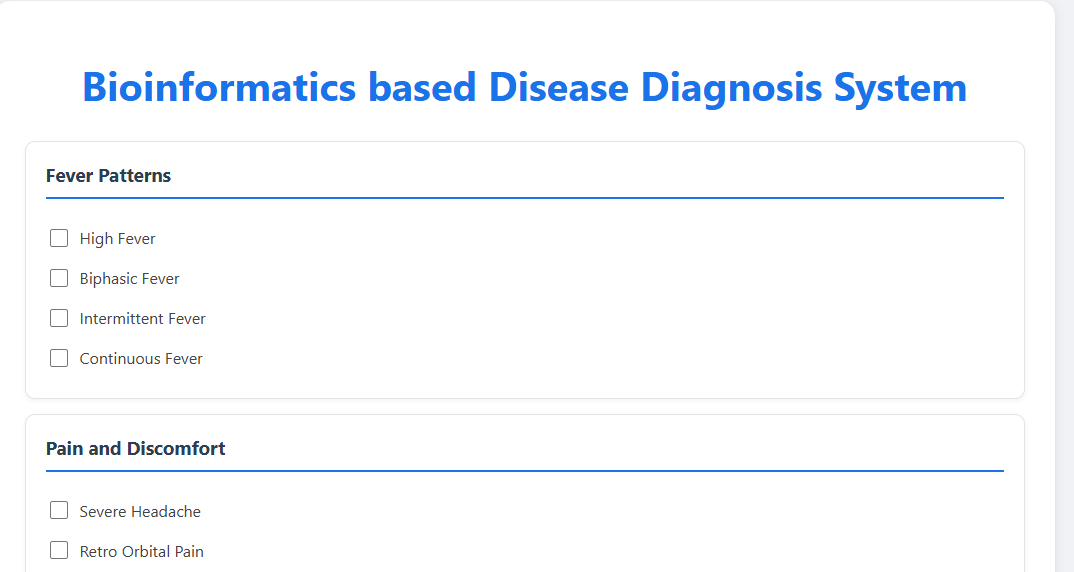 Bioinformatics based Disease Diagnosis System
Fever Patterns
High Fever
Biphasic Fever
Intermittent Fever
Continuous Fever
Pain and Discomfort
Severe Headache
Retro Orbital Pain